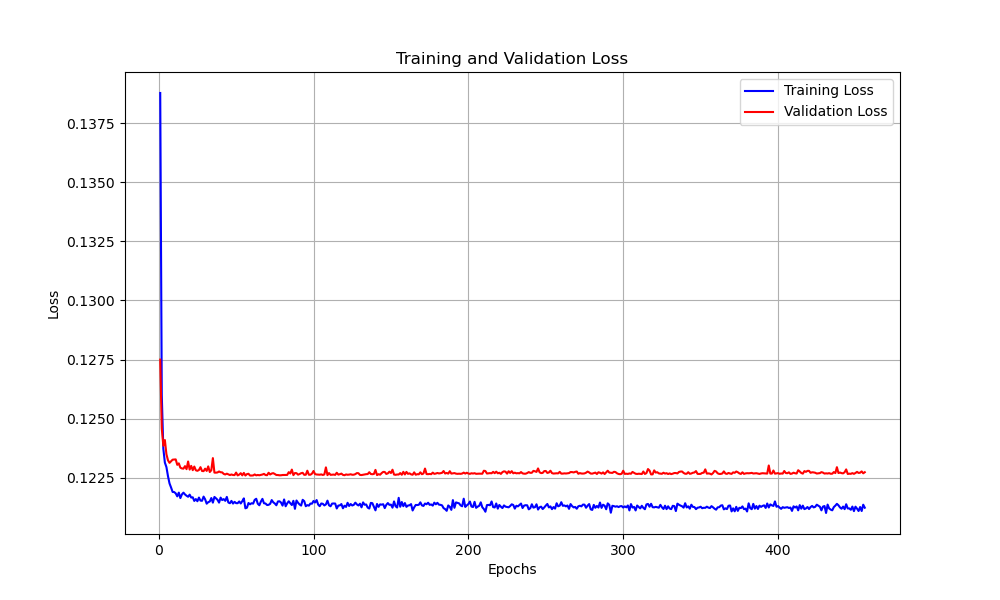 Training and Validation Loss
Training Loss
Validation Loss
0.1375
0.1350
0.1325
0.1300
0.1275
0.1250
0.1225
Loss
0
100
200
300
400
Epochs